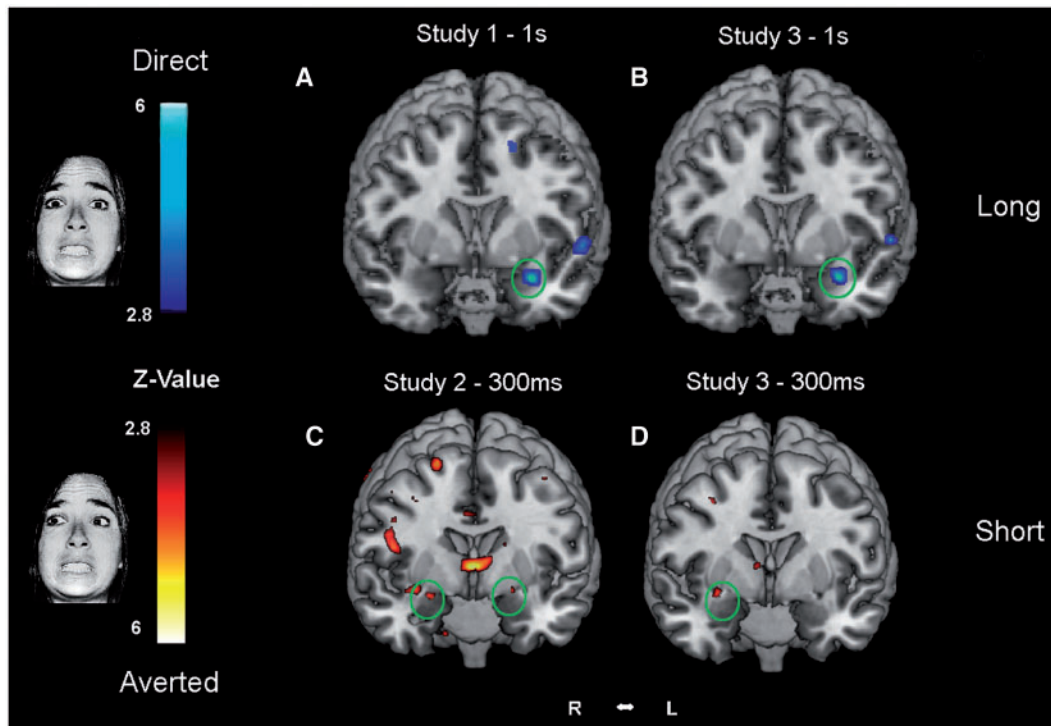 Study 1 - 1s
Study 3 - 1s
Direct
A
B
6
Long
2.8
Z-Value
Study 2 - 300ms
Study 3 - 300ms
2.8
C
D
Short
6
Averted
R ↔ L